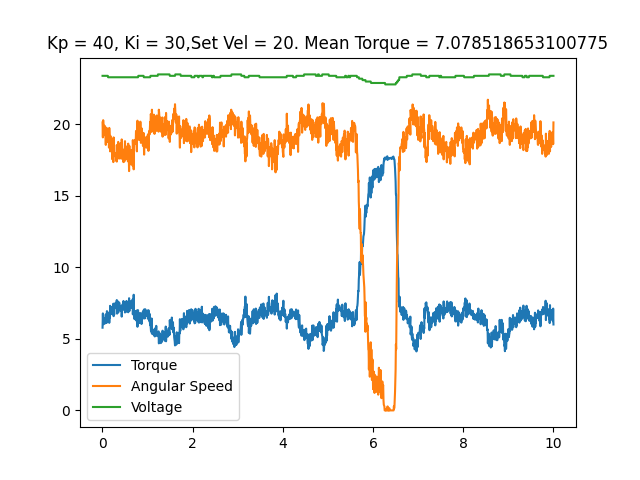 Kp = 40, Ki = 30,Set Vel = 20. Mean Torque = 7.078518653100775
20
15
10
5
0
Torque
Angular Speed
Voltage
0 2 4 6 8 10